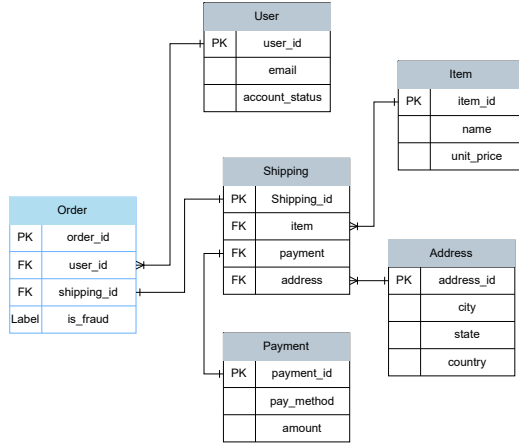 User
PK user_id
email
account_status
Item
PK item_id
name
unit_price
Shipping
PK Shipping_id
FK item
FK payment
FK address
Order
PK order_id
FK user_id
FK shipping_id
Label is_fraud
Address
PK address_id
city
state
country
Payment
PK payment_id
pay_method
amount